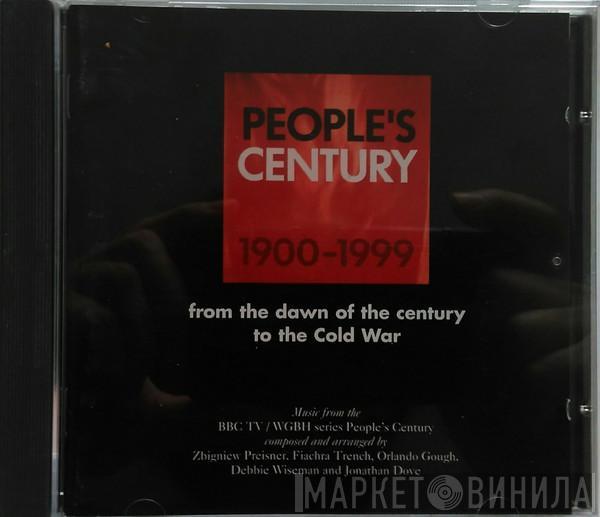 PEOPLE'S
CENTURY
1900-1999
from the dawn of the century
to the Cold War
Music from the
BBC TV / WGBH series People's Century
composed and arranged by
Zbigniew Preisner, Fiachra Trench, Orlando Gough,
Debbie Wiseman and Jonathan Dove
МАРКЕТ ВИНИЛА